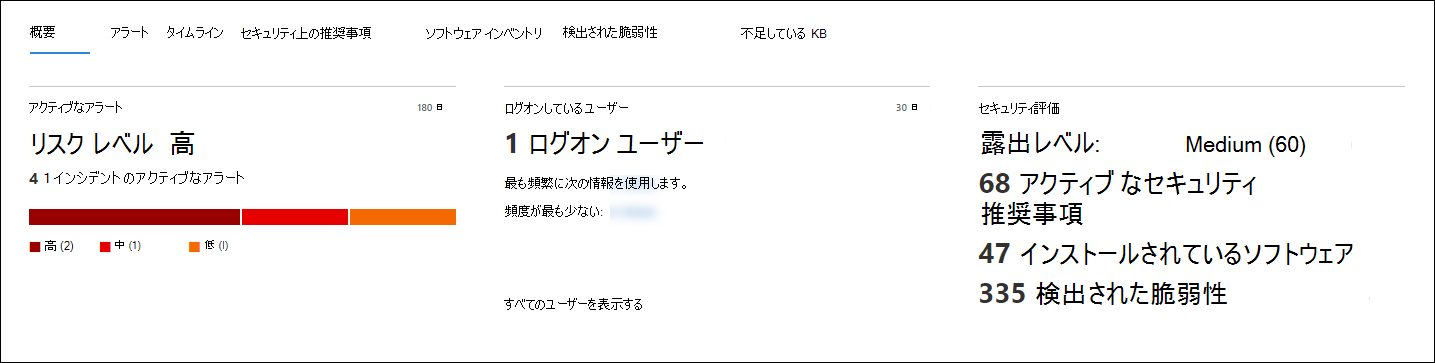 概要 アラート タイムライン セキュリティ上の推奨事項 ソフトウェア インベントリ 検出された脆弱性 不足している KB
アクティブなアラート 180 日
リスク レベル 高
4 1 インシデント のアクティブなアラート
高 (2) 中 (1) 低 (l)
ログオンしているユーザー 30 日
1 ログオン ユーザー
最も頻繁に次の情報を使用します。
頻度が最も少ない:
すべてのユーザーを表示する
セキュリティ評価
露出レベル: Medium (60)
68 アクティブ なセキュリティ
推奨事項
47 インストールされているソフトウェア
335 検出された脆弱性